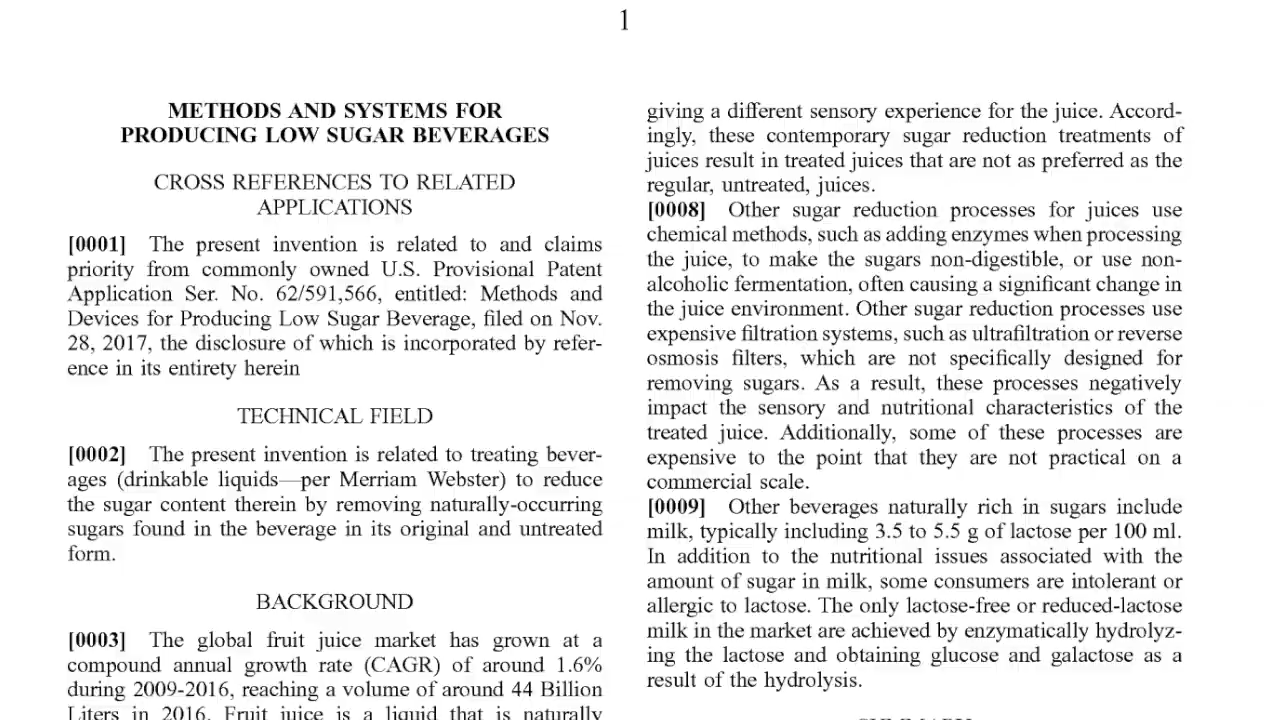 1
METHODS AND SYSTEMS FOR
PRODUCING LOW SUGAR BEVERAGES
CROSS REFERENCES TO RELATED
APPLICATIONS
[0001] The present invention is related to and claims
priority from commonly owned U.S. Provisional Patent
Application Ser. No. 62/591,566, entitled: Methods and
Devices for Producing Low Sugar Beverage, filed on Nov.
28, 2017, the disclosure of which is incorporated by refer-
ence in its entirety herein
TECHNICAL FIELD
[0002] The present invention is related to treating bever-
ages (drinkable liquids—per Merriam Webster) to reduce
the sugar content therein by removing naturally-occurring
sugars found in the beverage in its original and untreated
form.
BACKGROUND
[0003] The global fruit juice market has grown at a
compound annual growth rate (CAGR) of around 1.6%
during 2009-2016, reaching a volume of around 44 Billion
Liters in 2016. Fruit juice is a liquid that is naturally
giving a different sensory experience for the juice. Accord-
ingly, these contemporary sugar reduction treatments of
juices result in treated juices that are not as preferred as the
regular, untreated, juices.
[0008] Other sugar reduction processes for juices use
chemical methods, such as adding enzymes when processing
the juice, to make the sugars non-digestible, or use non-
alcoholic fermentation, often causing a significant change in
the juice environment. Other sugar reduction processes use
expensive filtration systems, such as ultrafiltration or reverse
osmosis filters, which are not specifically designed for
removing sugars. As a result, these processes negatively
impact the sensory and nutritional characteristics of the
treated juice. Additionally, some of these processes are
expensive to the point that they are not practical on a
commercial scale.
[0009] Other beverages naturally rich in sugars include
milk, typically including 3.5 to 5.5 g of lactose per 100 ml.
In addition to the nutritional issues associated with the
amount of sugar in milk, some consumers are intolerant or
allergic to lactose. The only lactose-free or reduced-lactose
milk in the market are achieved by enzymatically hydrolyz-
ing the lactose and obtaining glucose and galactose as a
result of the hydrolysis.